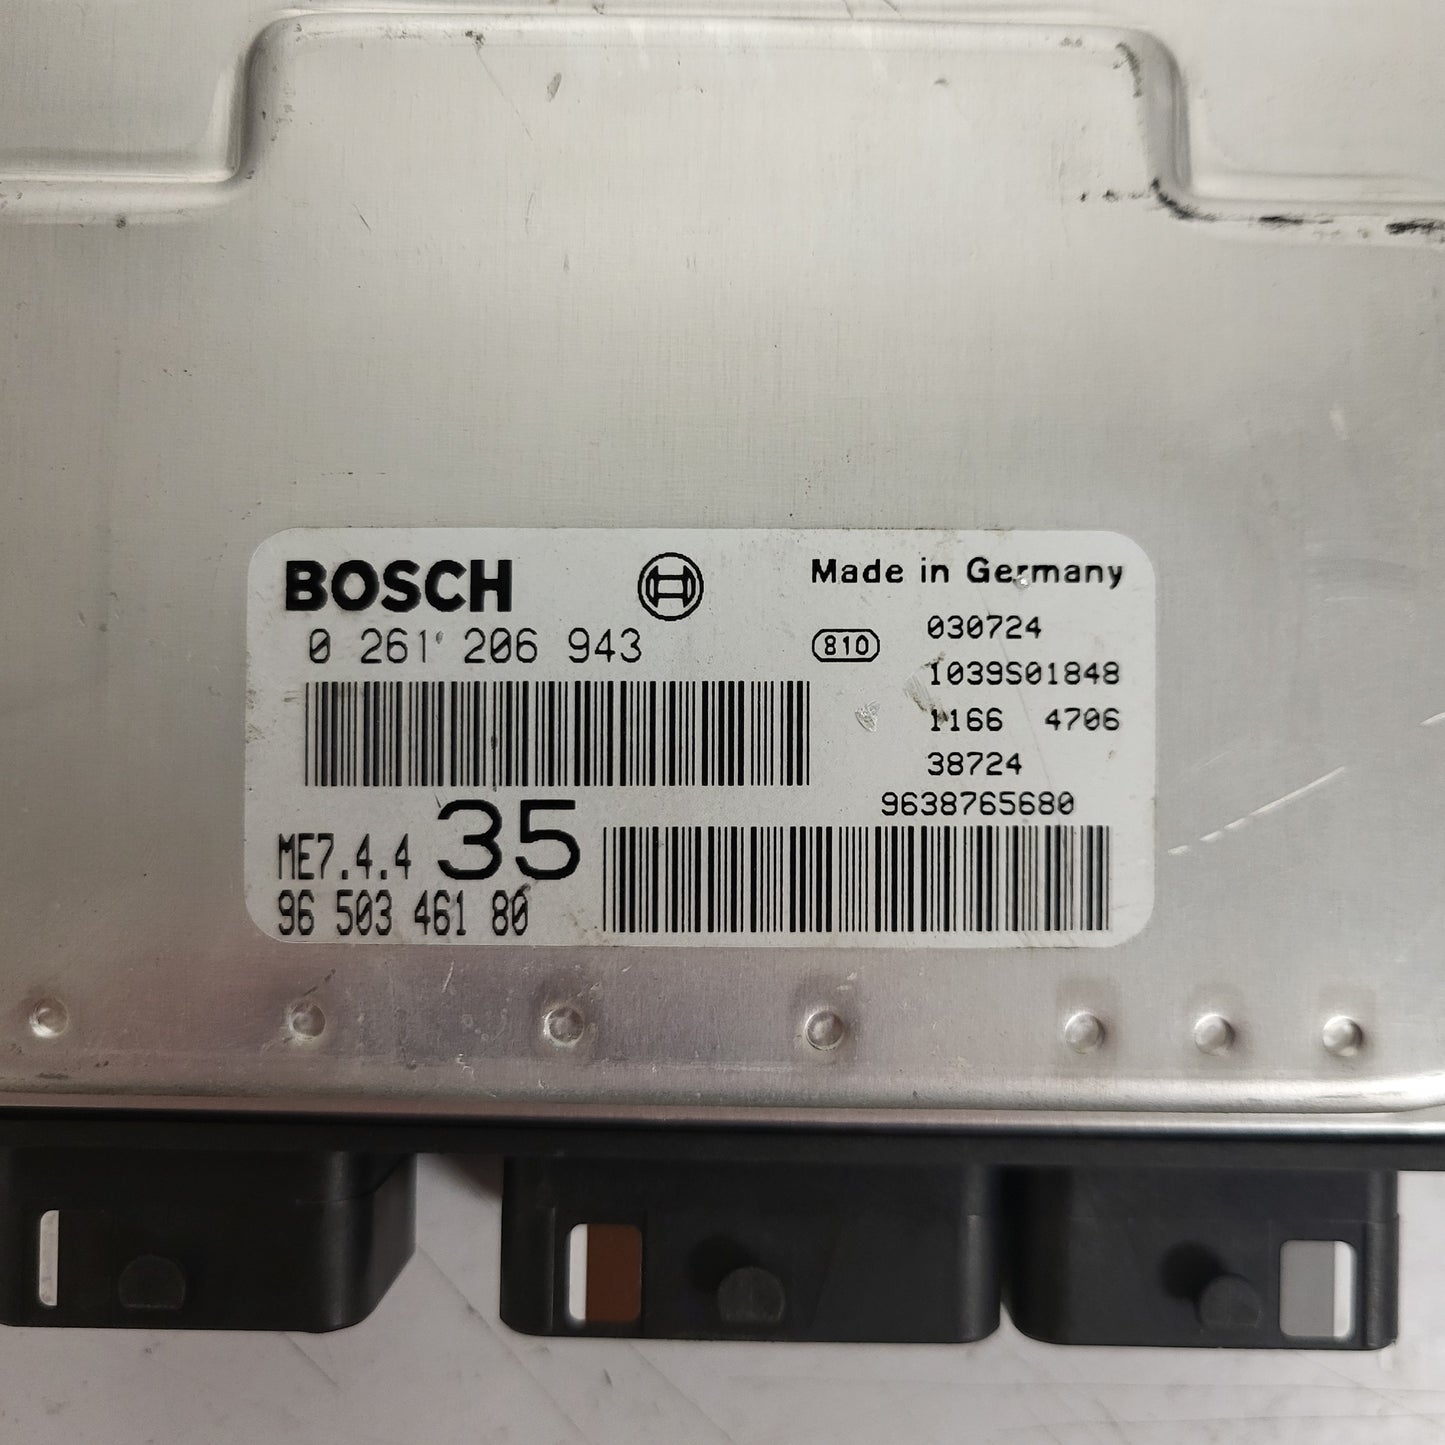 BOSCH
Made in Germany
0 261 206 943
810
030724
1039S01848
1166 4706
38724
9638765680
ME7.4.4 35
96 503 461 80